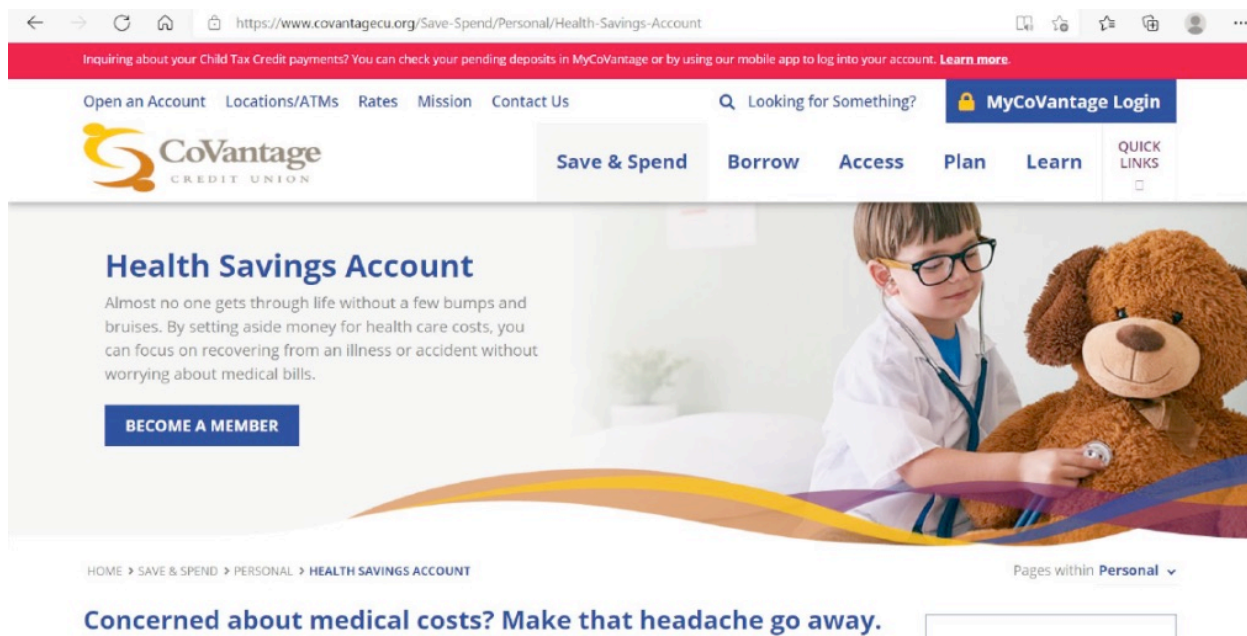 https://www.covantagecu.org/Save-Spend/Personal/Health-Savings-Account
Inquiring about your Child Tax Credit payments? You can check your pending deposits in MyCoVantage or by using our mobile app to log into your account. Learn more.
Open an Account Locations/ATMs Rates Mission Contact Us Looking for Something? MyCoVantage Login
CoVantage
CREDIT UNION
Save & Spend Borrow Access Plan Learn
QUICK
LINKS
Health Savings Account
Almost no one gets through life without a few bumps and
bruises. By setting aside money for health care costs, you
can focus on recovering from an illness or accident without
worrying about medical bills.
BECOME A MEMBER
HOME > SAVE & SPEND > PERSONAL > HEALTH SAVINGS ACCOUNT
Pages within Personal
Concerned about medical costs? Make that headache go away.